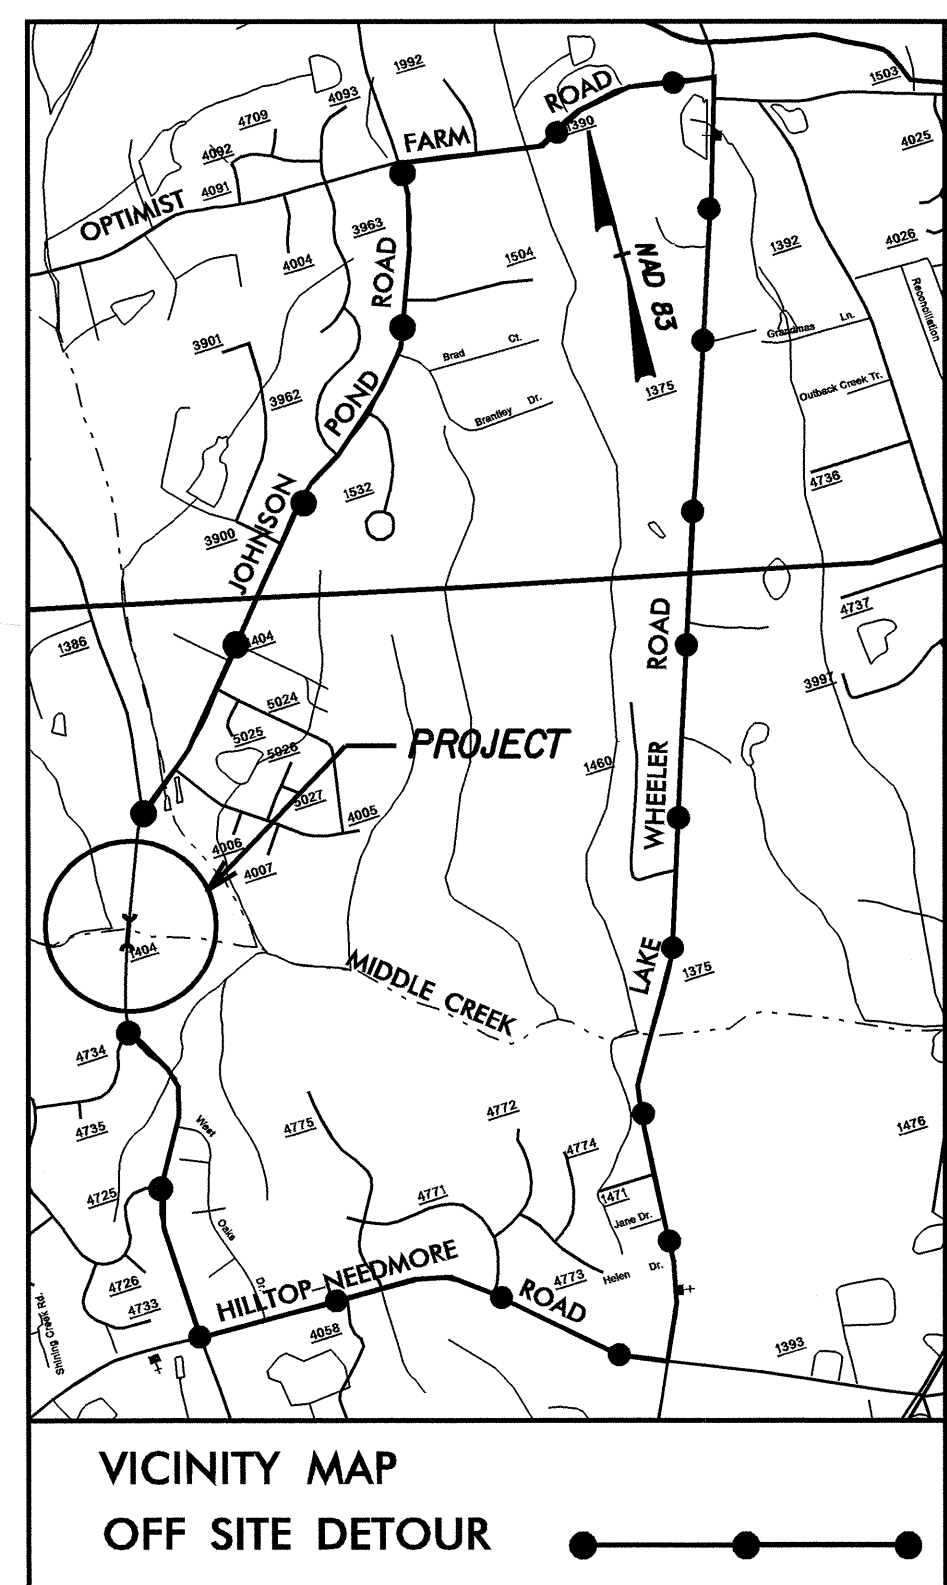 1992
1503
4093
4709
ROAD
1390
FARM
4092
4025
4091
OPTIMIST
3963
4026
1392
1504
4004
ROAD
NAD 83
Reconciliation
Ln.
Grandmas
3901
Brad Ct.
Outback Creek Tr.
1375
3962
POND
Brantley Dr.
4736
1532
JOHNSON
3900
4737
ROAD
1404
1386
3997
5024
5025
PROJECT
5026
1460
WHEELER
5027
4005
4006
4007
1404
MIDDLE CREEK
LAKE
1375
4734
4772
4775
West
4735
1476
4774
4725
4771
1471
Jane Dr.
Oaks
HILLTOP-NEEDMORE
4726
Dr.
4773
Helen Dr.
4733
ROAD
Shining Creek Rd.
4058
1393
VICINITY MAP
OFF SITE DETOUR